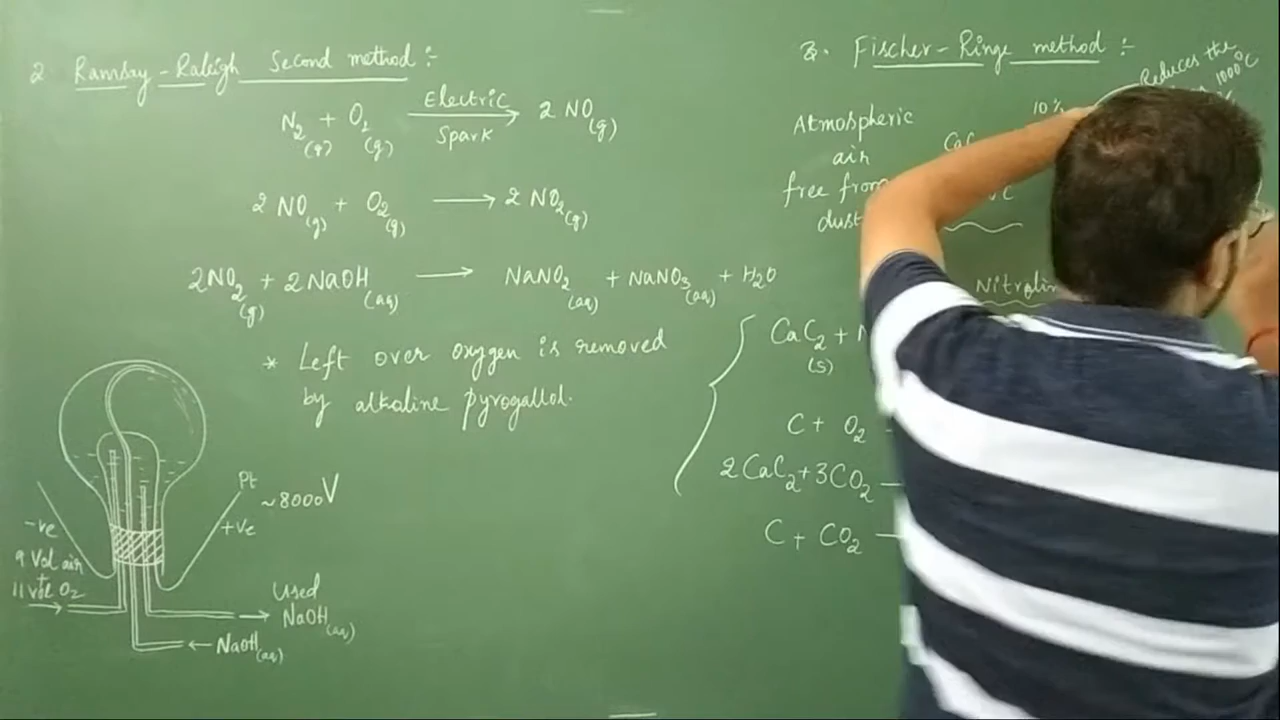 2. Ramsay-Raleigh Second method :-
N₂(g) + O₂(g) Electric Spark → 2 NO(g)
2 NO(g) + O₂(g) → 2 NO₂(g)
2NO₂(g) + 2NaOH(aq) → NaNO₂(aq) + NaNO₃(aq) + H₂O
* Left over oxygen is removed
by alkaline pyrogallol.
Pt
~8000V
-ve
+ve
9 Vol air
+
11 vol O₂
Used
NaOH(aq)
← NaoH(aq)
3. Fischer-Ringe method :-
Reduces the
1000°C
10%
Atmospheric
air
free from
dust
CaC
C
Nitrolim
CaC₂(s) +
C + O₂
2CaC₂+3CO₂
C + CO₂